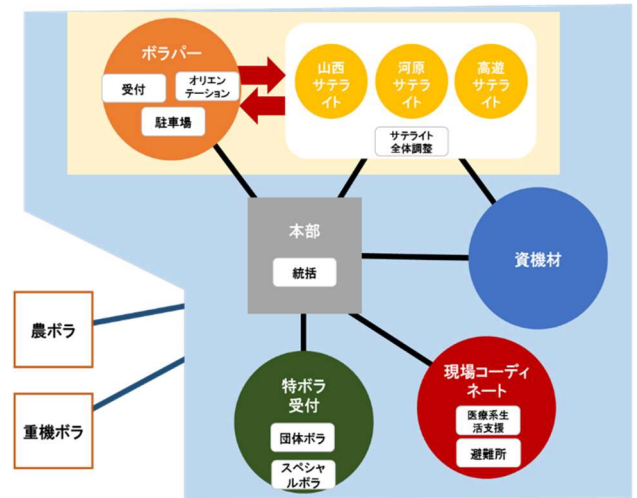 ボラパー
受付
オリエン
テーション
駐車場
山西
サテラ
イト
河原
サテラ
イト
高遊
サテラ
イト
サテライト
全体調整
本部
統括
資機材
農ボラ
重機ボラ
特ボラ
受付
団体ボラ
スペシャ
ルボラ
現場コーディ
ネート
医療系生
活支援
避難所